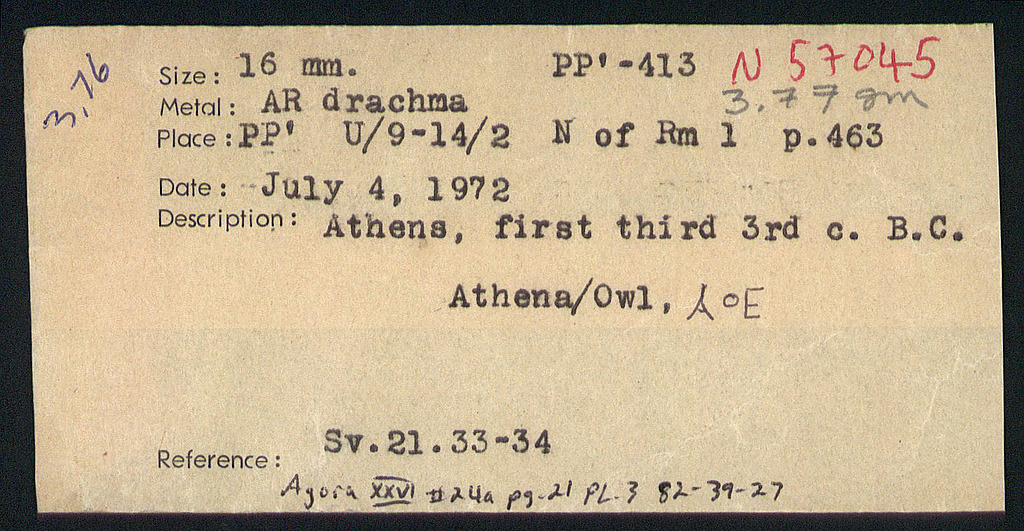 3.76
Size: 16 mm. PP'-413 N 57045
Metal: AR drachma 3.77 gm
Place: PP' U/9-14/2 N of Rm 1 p.463
Date: July 4, 1972
Description: Athens, first third 3rd c. B.C.
Athena/Owl, ΑΘΕ
Reference: Sv.21.33-34
Agora XXVI #24a pg.21 PL.3 82-39-27